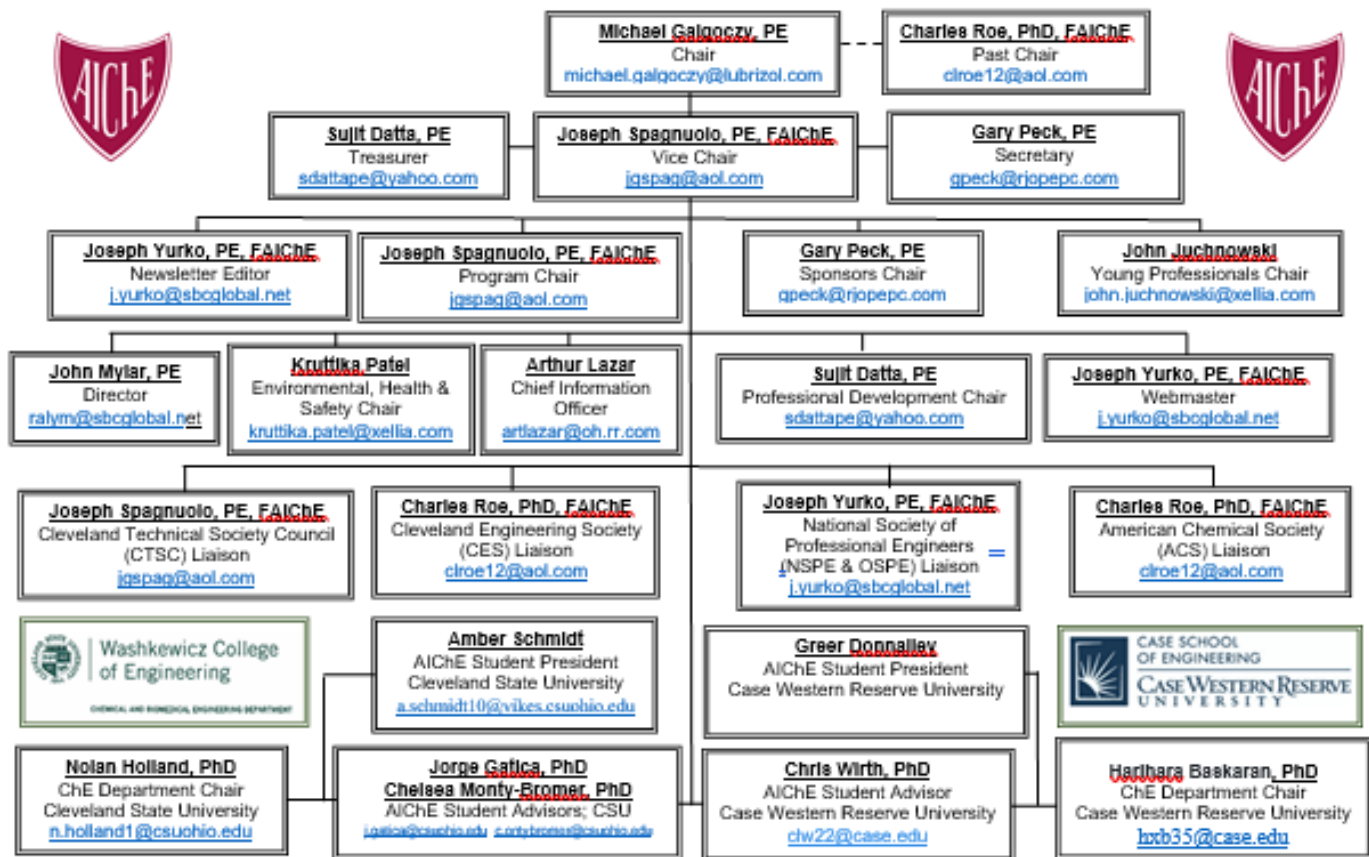 AIChE
Michael Galgoczy, PE
Chair
michael.galgoczy@lubrizol.com
Charles Roe, PhD, FAIChE
Past Chair
clroe12@aol.com
AIChE
Sujit Datta, PE
Treasurer
sdattape@yahoo.com
Joseph Spagnuolo, PE, FAIChE
Vice Chair
jgspag@aol.com
Gary Peck, PE
Secretary
gpeck@rjopepc.com
Joseph Yurko, PE, FAIChE
Newsletter Editor
j.yurko@sbcglobal.net
Joseph Spagnuolo, PE, FAIChE
Program Chair
jgspag@aol.com
Gary Peck, PE
Sponsors Chair
gpeck@rjopepc.com
John Juchnowski
Young Professionals Chair
john.juchnowski@xellia.com
John Mylar, PE
Director
ralym@sbcglobal.net
Kruttika Patel
Environmental, Health &
Safety Chair
kruttika.patel@xellia.com
Arthur Lazar
Chief Information
Officer
artlazar@oh.rr.com
Sujit Datta, PE
Professional Development Chair
sdattape@yahoo.com
Joseph Yurko, PE, FAIChE
Webmaster
j.yurko@sbcglobal.net
Joseph Spagnuolo, PE, FAIChE
Cleveland Technical Society Council
(CTSC) Liaison
jgspag@aol.com
Charles Roe, PhD, FAIChE
Cleveland Engineering Society
(CES) Liaison
clroe12@aol.com
Joseph Yurko, PE, FAIChE
National Society of
Professional Engineers
(NSPE & OSPE) Liaison
j.yurko@sbcglobal.net
Charles Roe, PhD, FAIChE
American Chemical Society
(ACS) Liaison
clroe12@aol.com
Washkewicz College
of Engineering
CHEMICAL AND BIOMEDICAL ENGINEERING DEPARTMENT
Amber Schmidt
AIChE Student President
Cleveland State University
a.schmidt10@vikes.csuohio.edu
Greer Donnalley
AIChE Student President
Case Western Reserve University
CASE SCHOOL
OF ENGINEERING
CASE WESTERN RESERVE
UNIVERSITY
Nolan Holland, PhD
ChE Department Chair
Cleveland State University
n.holland1@csuohio.edu
Jorge Gatica, PhD
Chelsea Monty-Bromer, PhD
AIChE Student Advisors; CSU
j.gatica@csuohio.edu
Chris Wirth, PhD
AIChE Student Advisor
Case Western Reserve University
clw22@case.edu
Harihara Baskaran, PhD
ChE Department Chair
Case Western Reserve University
hxb35@case.edu